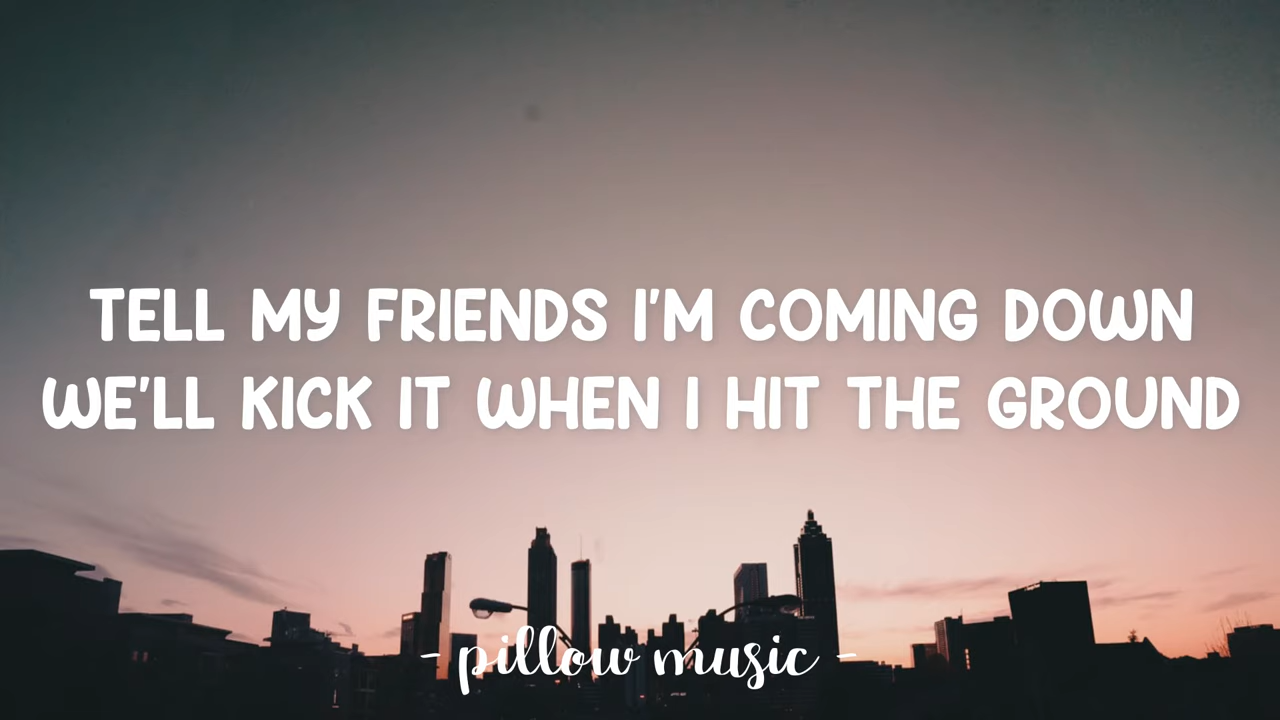 TELL MY FRIENDS I'M COMING DOWN
WE'LL KICK IT WHEN I HIT THE GROUND
- pillow music -